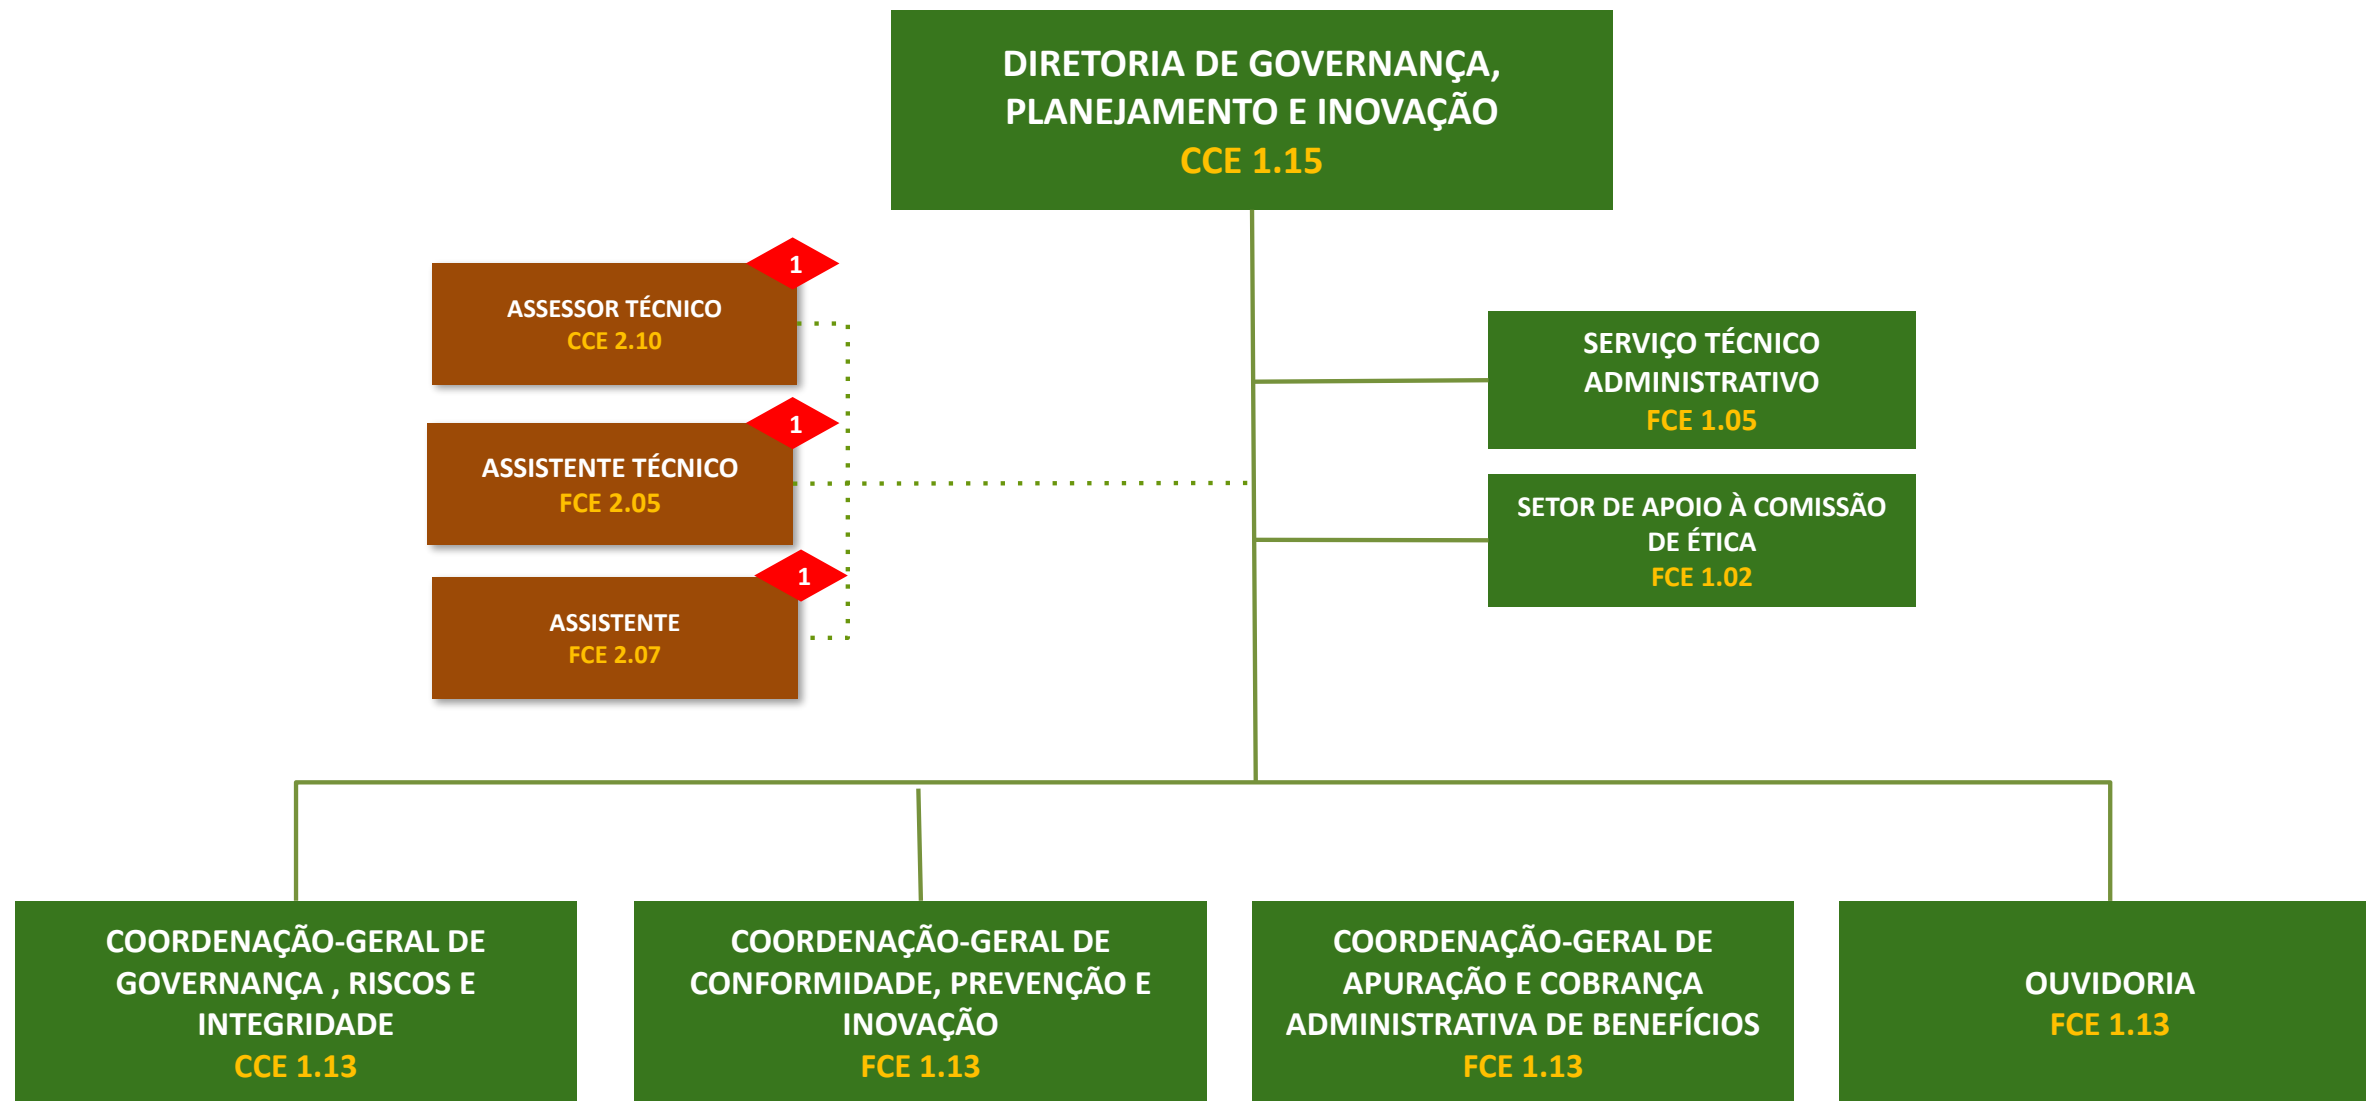 DIRETORIA DE GOVERNANÇA,
PLANEJAMENTO E INOVAÇÃO
CCE 1.15
1
ASSESSOR TÉCNICO
CCE 2.10
1
ASSISTENTE TÉCNICO
FCE 2.05
1
ASSISTENTE
FCE 2.07
SERVIÇO TÉCNICO
ADMINISTRATIVO
FCE 1.05
SETOR DE APOIO À COMISSÃO
DE ÉTICA
FCE 1.02
COORDENAÇÃO-GERAL DE
GOVERNANÇA , RISCOS E
INTEGRIDADE
CCE 1.13
COORDENAÇÃO-GERAL DE
CONFORMIDADE, PREVENÇÃO E
INOVAÇÃO
FCE 1.13
COORDENAÇÃO-GERAL DE
APURAÇÃO E COBRANÇA
ADMINISTRATIVA DE BENEFÍCIOS
FCE 1.13
OUVIDORIA
FCE 1.13